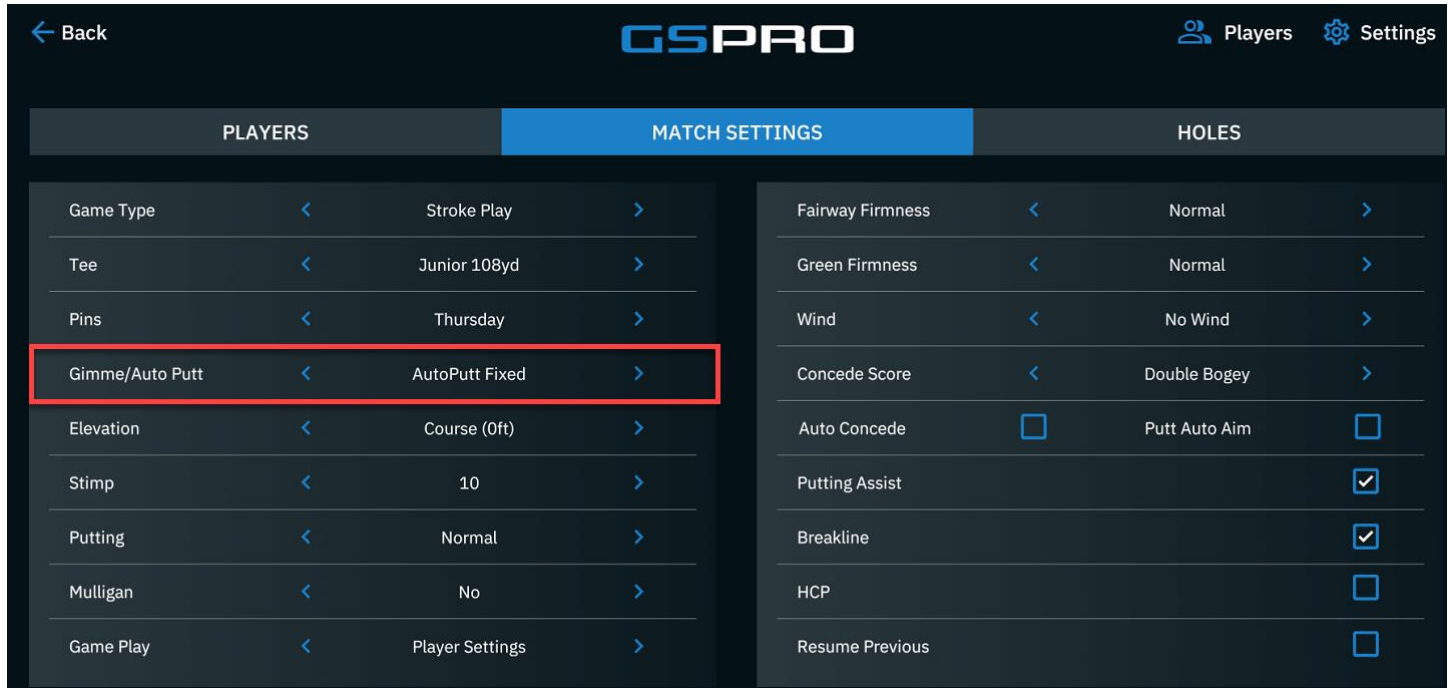 Back
GSPRO
Players
Settings
PLAYERS
MATCH SETTINGS
HOLES
Game Type < Stroke Play >
Tee < Junior 108yd >
Pins < Thursday >
Gimme/Auto Putt < AutoPutt Fixed >
Elevation < Course (0ft) >
Stimp < 10 >
Putting < Normal >
Mulligan < No >
Game Play < Player Settings >
Fairway Firmness < Normal >
Green Firmness < Normal >
Wind < No Wind >
Concede Score < Double Bogey >
Auto Concede Putt Auto Aim
Putting Assist
Breakline
HCP
Resume Previous